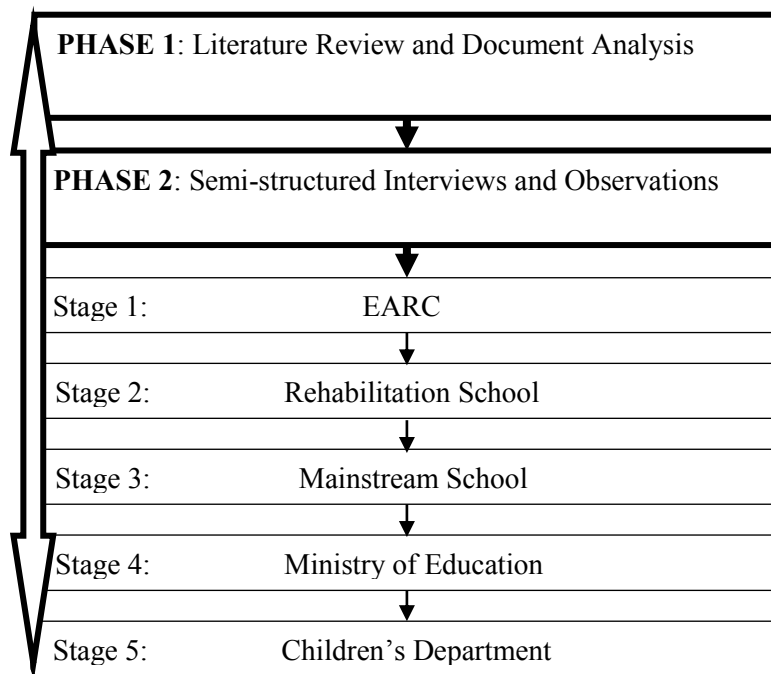 PHASE 1: Literature Review and Document Analysis
PHASE 2: Semi-structured Interviews and Observations
Stage 1: EARC
Stage 2: Rehabilitation School
Stage 3: Mainstream School
Stage 4: Ministry of Education
Stage 5: Children’s Department